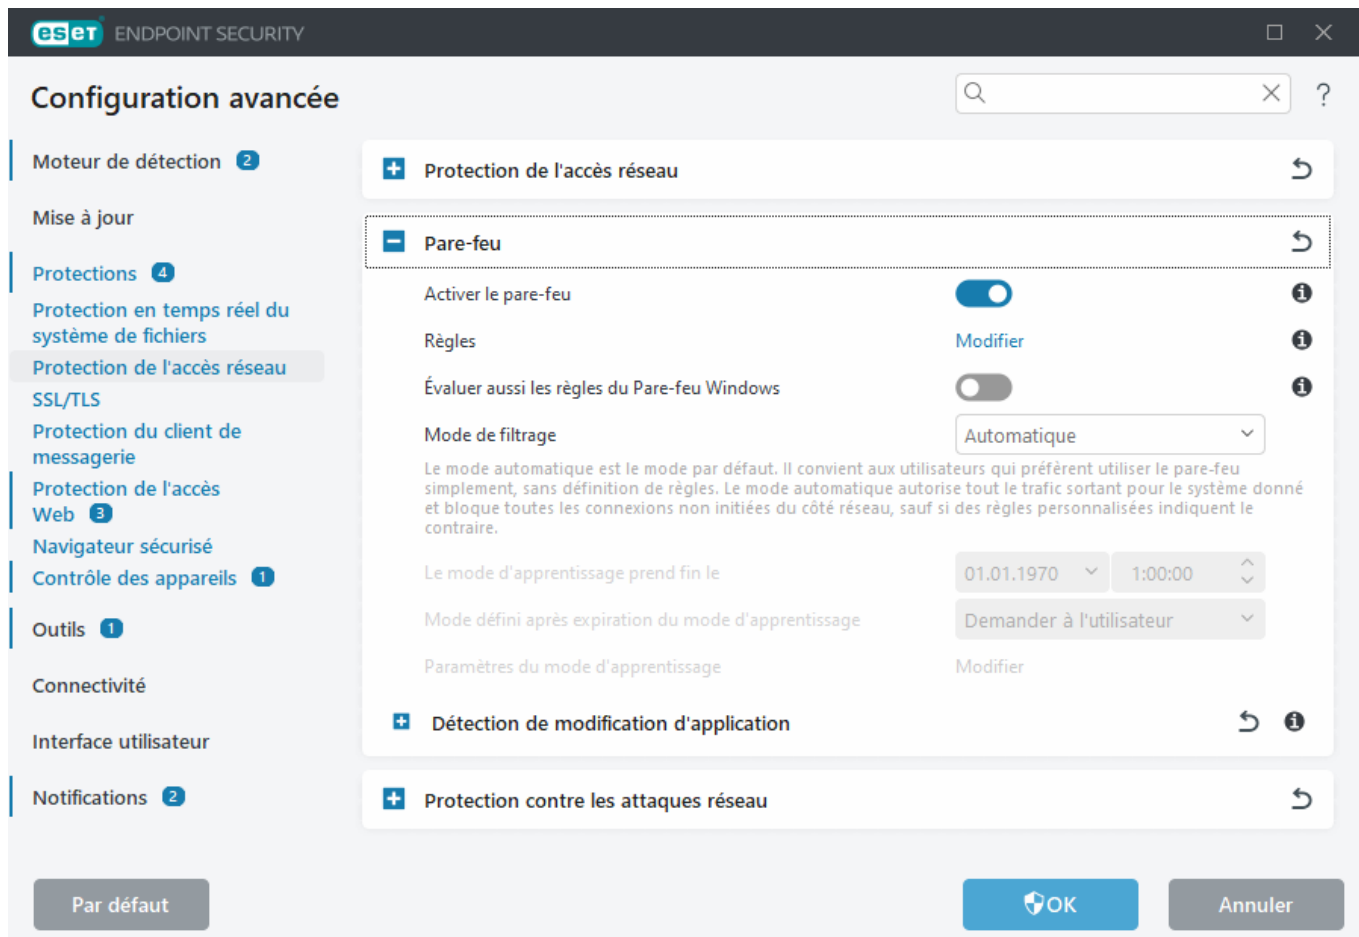 eseT ENDPOINT SECURITY
Configuration avancée
?
Moteur de détection 2
Mise à jour
Protections 4
Protection en temps réel du
système de fichiers
Protection de l'accès réseau
SSL/TLS
Protection du client de
messagerie
Protection de l'accès
Web 3
Navigateur sécurisé
Contrôle des appareils 1
Outils 1
Connectivité
Interface utilisateur
Notifications 2
Protection de l'accès réseau
Pare-feu
Activer le pare-feu
Règles Modifier
Évaluer aussi les règles du Pare-feu Windows
Mode de filtrage Automatique
Le mode automatique est le mode par défaut. Il convient aux utilisateurs qui préfèrent utiliser le pare-feu
simplement, sans définition de règles. Le mode automatique autorise tout le trafic sortant pour le système donné
et bloque toutes les connexions non initiées du côté réseau, sauf si des règles personnalisées indiquent le
contraire.
Le mode d'apprentissage prend fin le 01.01.1970 1:00:00
Mode défini après expiration du mode d'apprentissage Demander à l'utilisateur
Paramètres du mode d'apprentissage Modifier
Détection de modification d'application
Protection contre les attaques réseau
Par défaut OK Annuler